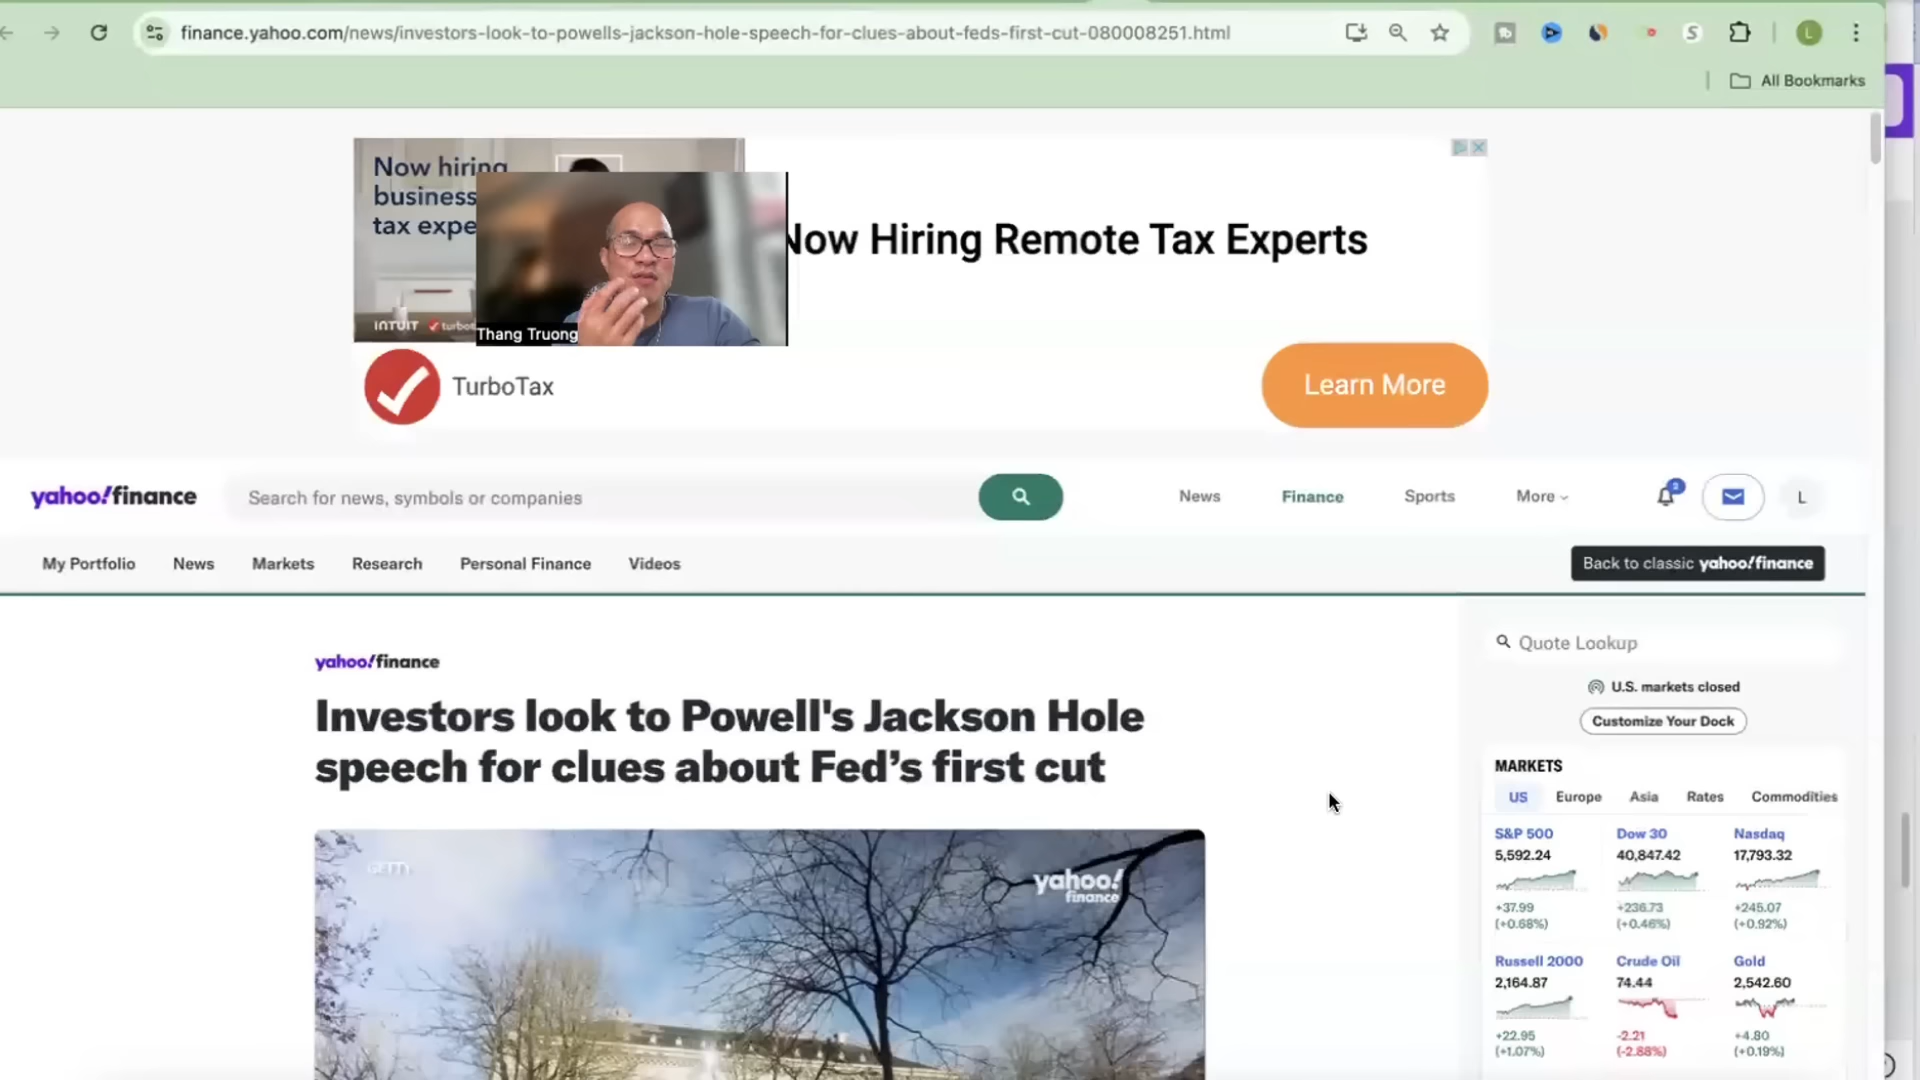 finance.yahoo.com/news/investors-look-to-powells-jackson-hole-speech-for-clues-about-feds-first-cut-080008251.html
L
All Bookmarks
Now hiring
business
tax expe
INTUIT turbot
Thang Truong
Now Hiring Remote Tax Experts
TurboTax
Learn More
yahoo!finance
Search for news, symbols or companies
News
Finance
Sports
More
L
My Portfolio
News
Markets
Research
Personal Finance
Videos
Back to classic yahoo!finance
yahoo!finance
Investors look to Powell's Jackson Hole
speech for clues about Fed’s first cut
GETTY
yahoo!
finance
Quote Lookup
U.S. markets closed
Customize Your Dock
MARKETS
US Europe Asia Rates Commodities
S&P 500 Dow 30 Nasdaq
5,592.24 40,847.42 17,793.32
+37.99 +236.73 +245.07
(+0.68%) (+0.46%) (+0.92%)
Russell 2000 Crude Oil Gold
2,164.87 74.44 2,542.60
+22.95 -2.21 +4.80
(+1.07%) (-2.88%) (+0.19%)